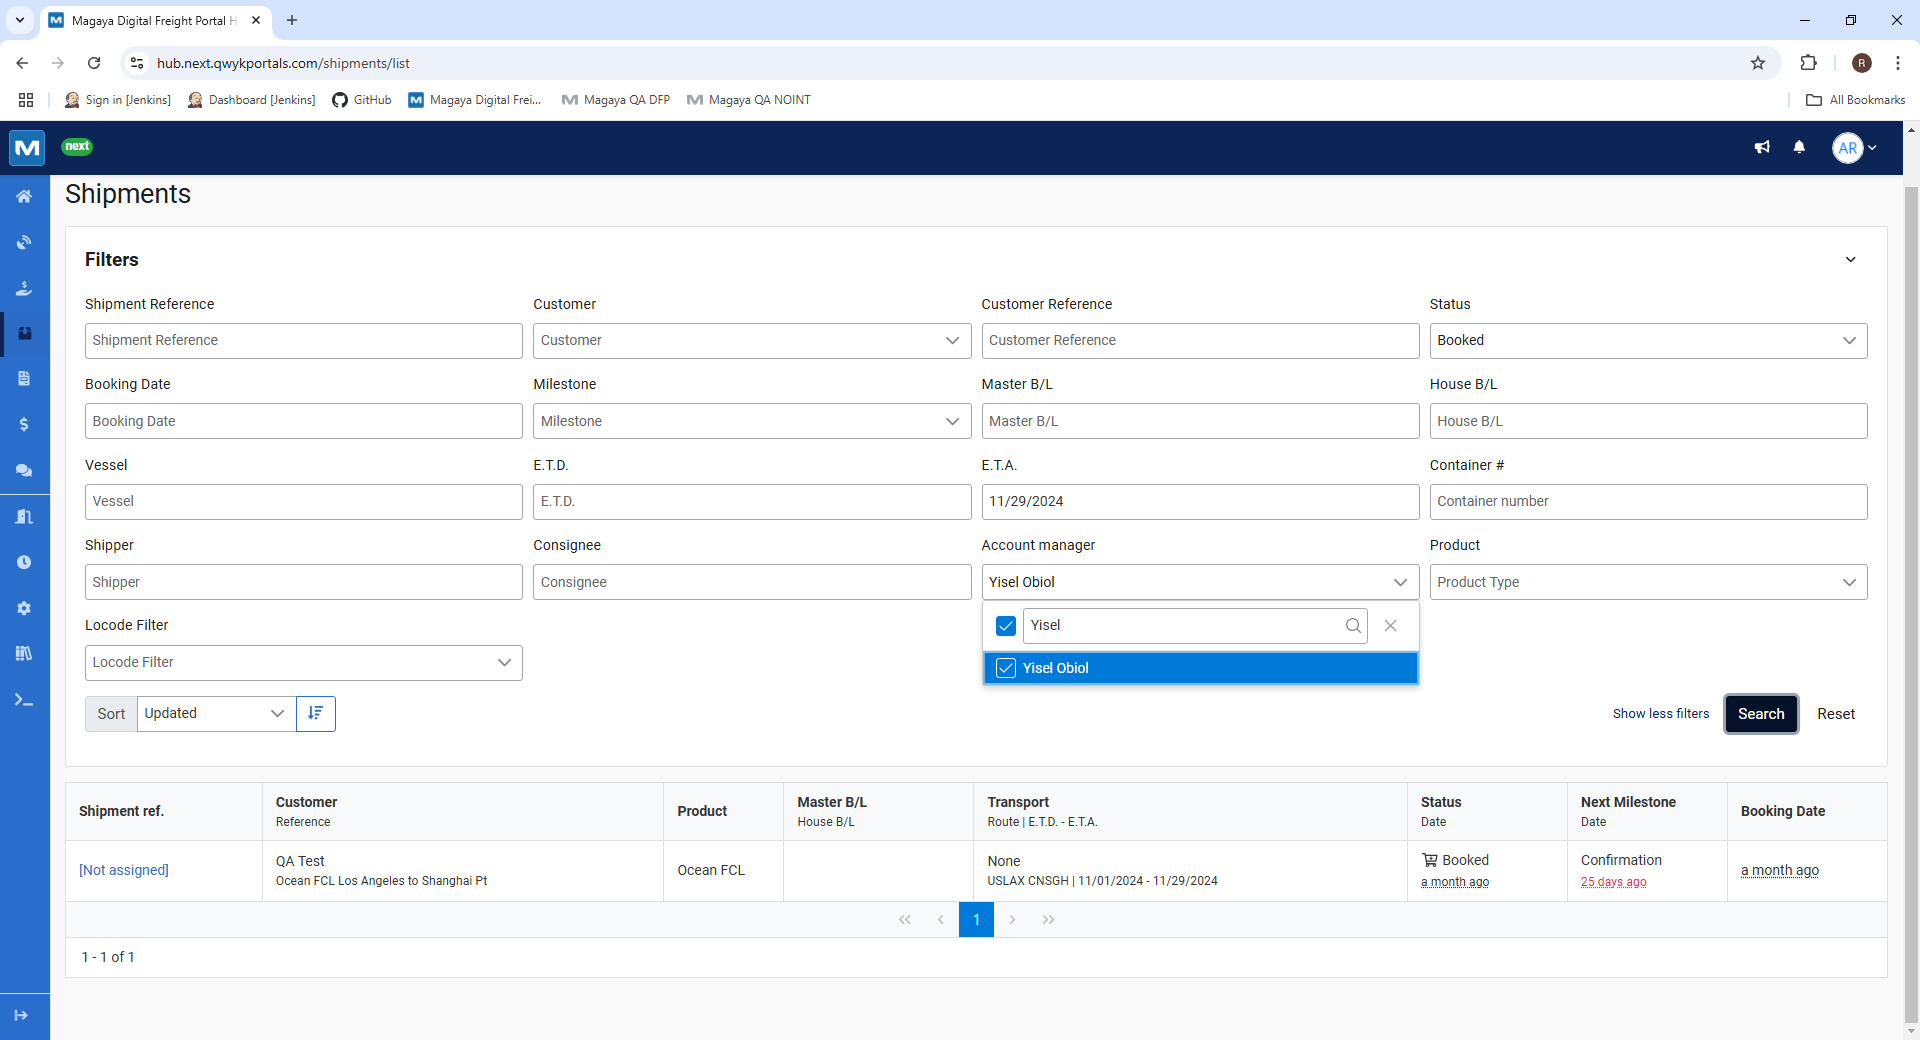 Magaya Digital Freight Portal H
hub.next.qwykportals.com/shipments/list
R
Sign in [Jenkins]
Dashboard [Jenkins]
GitHub
Magaya Digital Frei...
Magaya QA DFP
Magaya QA NOINT
All Bookmarks
next
AR
Shipments
Filters
Shipment Reference
Customer
Customer Reference
Status
Shipment Reference
Customer
Customer Reference
Booked
Booking Date
Milestone
Master B/L
House B/L
Booking Date
Milestone
Master B/L
House B/L
Vessel
E.T.D.
E.T.A.
Container #
Vessel
E.T.D.
11/29/2024
Container number
Shipper
Consignee
Account manager
Product
Shipper
Consignee
Yisel Obiol
Product Type
Yisel
Yisel Obiol
Locode Filter
Locode Filter
Sort
Updated
Show less filters
Search
Reset
Shipment ref.
Customer
Reference
Product
Master B/L
House B/L
Transport
Route | E.T.D. - E.T.A.
Status
Date
Next Milestone
Date
Booking Date
[Not assigned]
QA Test
Ocean FCL Los Angeles to Shanghai Pt
Ocean FCL
None
USLAX CNSGH | 11/01/2024 - 11/29/2024
Booked
a month ago
Confirmation
25 days ago
a month ago
1
1 - 1 of 1